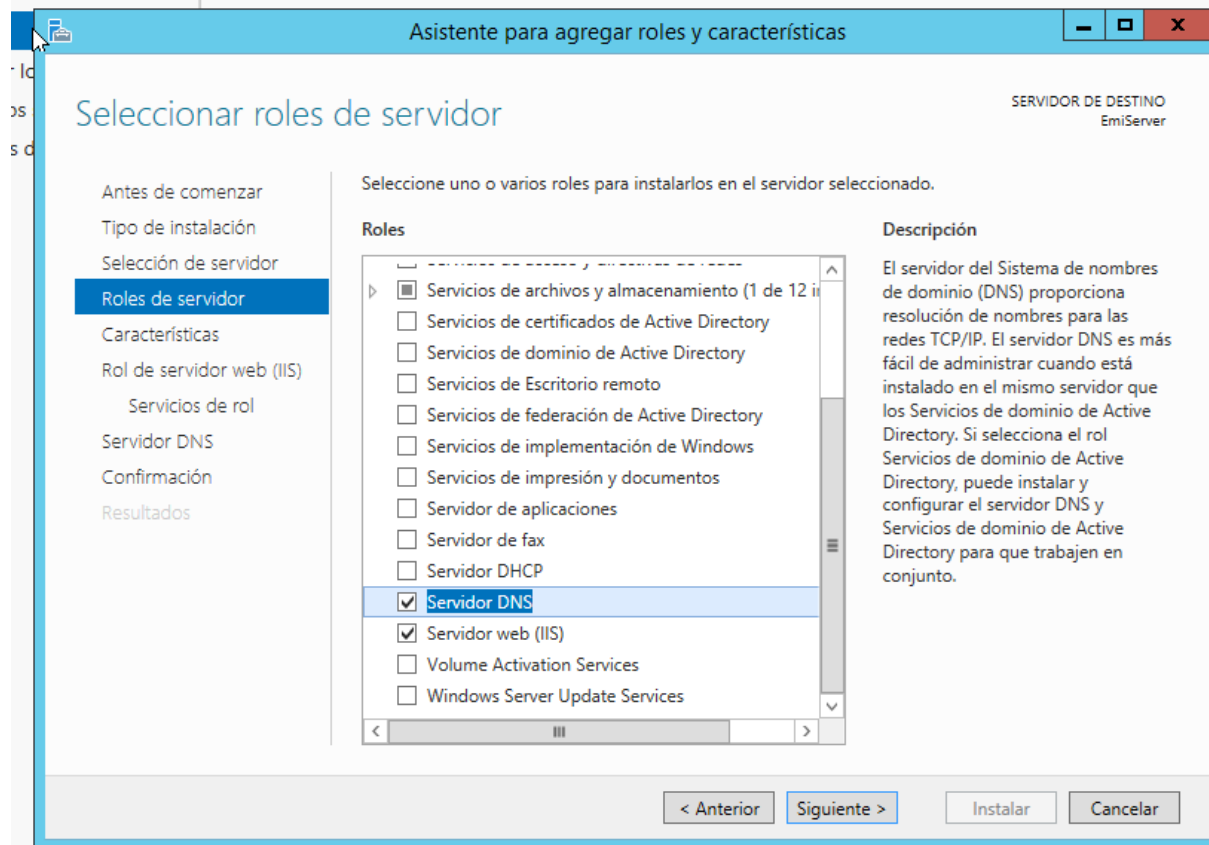 Asistente para agregar roles y características
Seleccionar roles de servidor
SERVIDOR DE DESTINO
EmiServer
Antes de comenzar
Tipo de instalación
Selección de servidor
Roles de servidor
Características
Rol de servidor web (IIS)
Servicios de rol
Servidor DNS
Confirmación
Resultados
Seleccione uno o varios roles para instalarlos en el servidor seleccionado.
Roles
Servicios de archivos y almacenamiento (1 de 12
Servicios de certificados de Active Directory
Servicios de dominio de Active Directory
Servicios de Escritorio remoto
Servicios de federación de Active Directory
Servicios de implementación de Windows
Servicios de impresión y documentos
Servidor de aplicaciones
Servidor de fax
Servidor DHCP
Servidor DNS
Servidor web (IIS)
Volume Activation Services
Windows Server Update Services
Descripción
El servidor del Sistema de nombres
de dominio (DNS) proporciona
resolución de nombres para las
redes TCP/IP. El servidor DNS es más
fácil de administrar cuando está
instalado en el mismo servidor que
los Servicios de dominio de Active
Directory. Si selecciona el rol
Servicios de dominio de Active
Directory, puede instalar y
configurar el servidor DNS y
Servicios de dominio de Active
Directory para que trabajen en
conjunto.
< Anterior
Siguiente >
Instalar
Cancelar